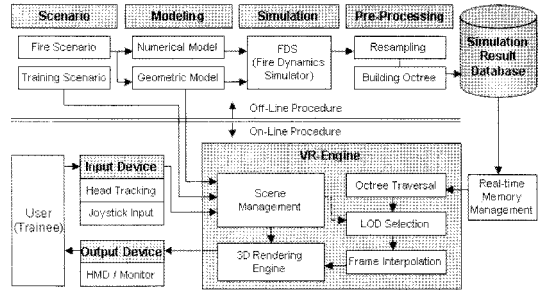 Scenario
Modeling
Simulation
Pre-Processing
Fire Scenario
Numerical Model
FDS
(Fire Dynamics
Simulator)
Resampling
Simulation
Result
Database
Training Scenario
Geometric Model
Building Octree
Off-Line Procedure
On-Line Procedure
VR Engine
User
(Trainee)
Input Device
Head Tracking
Joystick Input
Scene
Management
Octree Traversal
LOD Selection
Frame Interpolation
Real-time
Memory
Management
Output Device
HMD / Monitor
3D Rendering
Engine